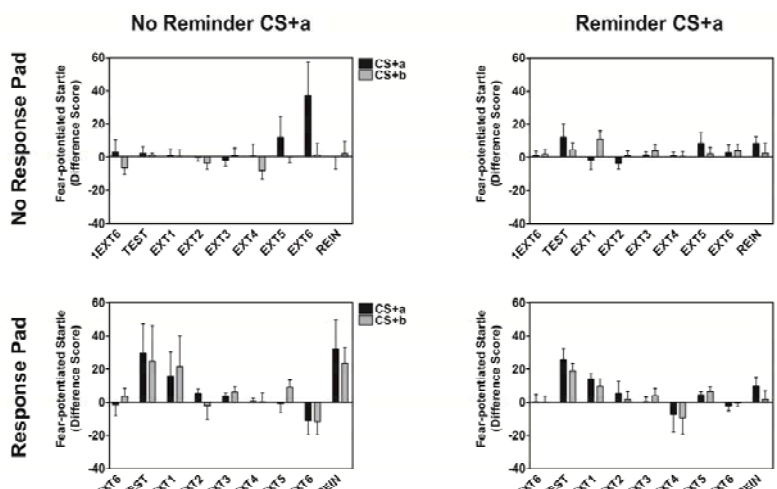 No Reminder CS+a
Reminder CS+a
No Response Pad
Fear-potentiated Startle
(Difference Score)
60
40
20
0
-20
-40
1EXT6 TEST EXT1 EXT2 EXT3 EXT4 EXT5 EXT6 REIN
CS+a
CS+b
Fear-potentiated Startle
(Difference Score)
60
40
20
0
-20
-40
1EXT6 TEST EXT1 EXT2 EXT3 EXT4 EXT5 EXT6 REIN
Response Pad
Fear-potentiated Startle
(Difference Score)
60
40
20
0
-20
-40
EXT6 EXT1 EXT2 EXT3 EXT4 EXT5 EXT6
CS+a
CS+b
Fear-potentiated Startle
(Difference Score)
60
40
20
0
-20
-40
EXT6 EXT1 EXT2 EXT3 EXT4 EXT5 EXT6